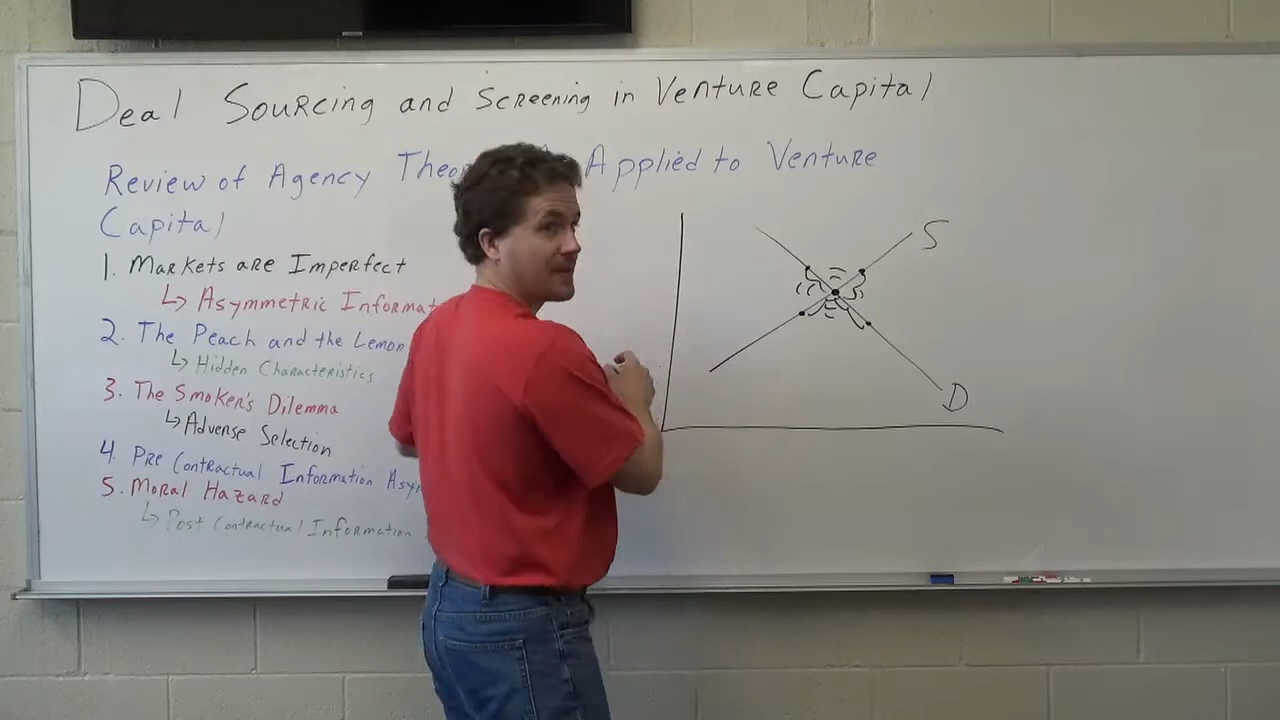 Deal Sourcing and Screening in Venture Capital
Review of Agency Theo Applied to Venture
Capital
1. Markets are Imperfect
↳ Asymmetric Informat
2. The Peach and the Lemon
↳ Hidden Characteristics
3. The Smoker's Dilemma
↳ Adverse Selection
4 Pre Contractual Information Asy
5. Moral Hazard
↳ Post Contractual Information
S
D